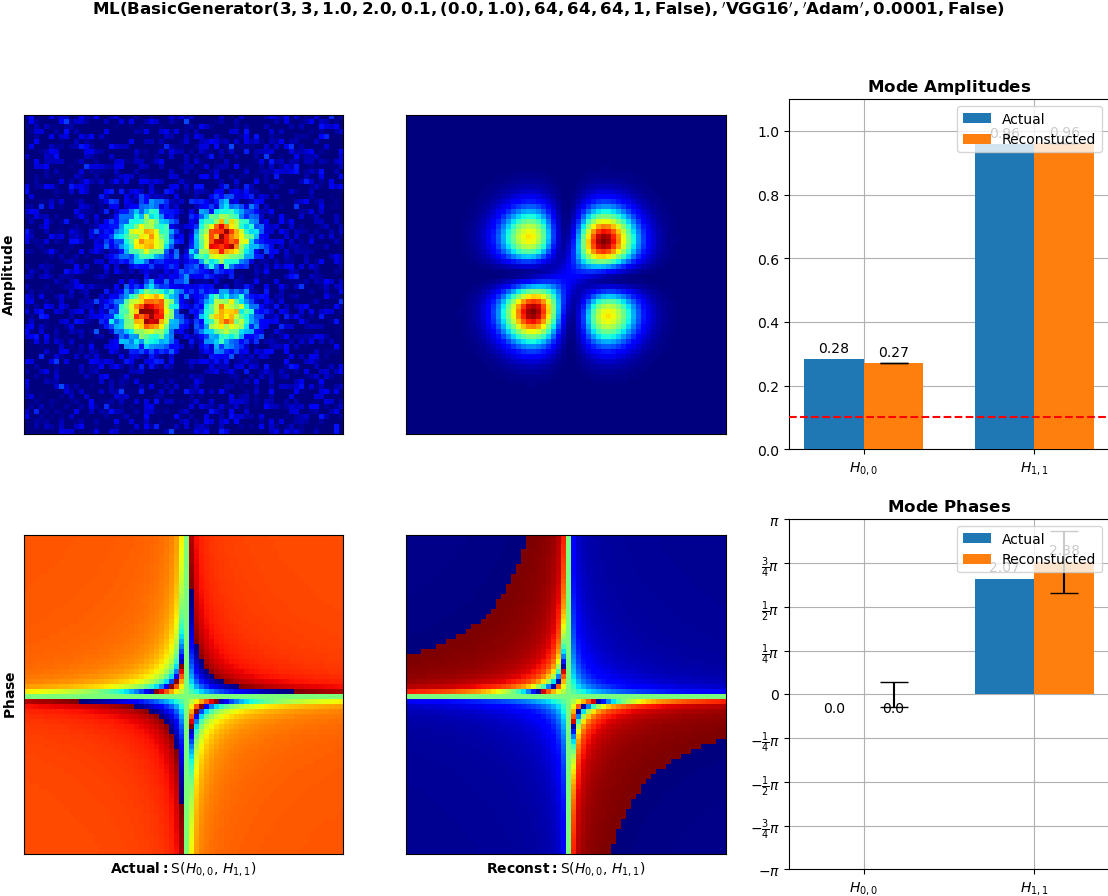 ML(BasicGenerator(3, 3, 1.0, 2.0, 0.1, (0.0, 1.0), 64, 64, 64, 1, False), ′VGG16′, ′Adam′, 0.0001, False)
Amplitude
Mode Amplitudes
Actual
Reconstucted
0.96
0.96
0.28
0.27
1.0
0.8
0.6
0.4
0.2
0.0
H0,0
H1,1
Phase
Actual: S(H0,0, H1,1)
Reconst: S(H0,0, H1,1)
Mode Phases
Actual
Reconstucted
2.07
0.0
0.0
π
3/4π
1/2π
1/4π
0
−1/4π
−1/2π
−3/4π
−π
H0,0
H1,1